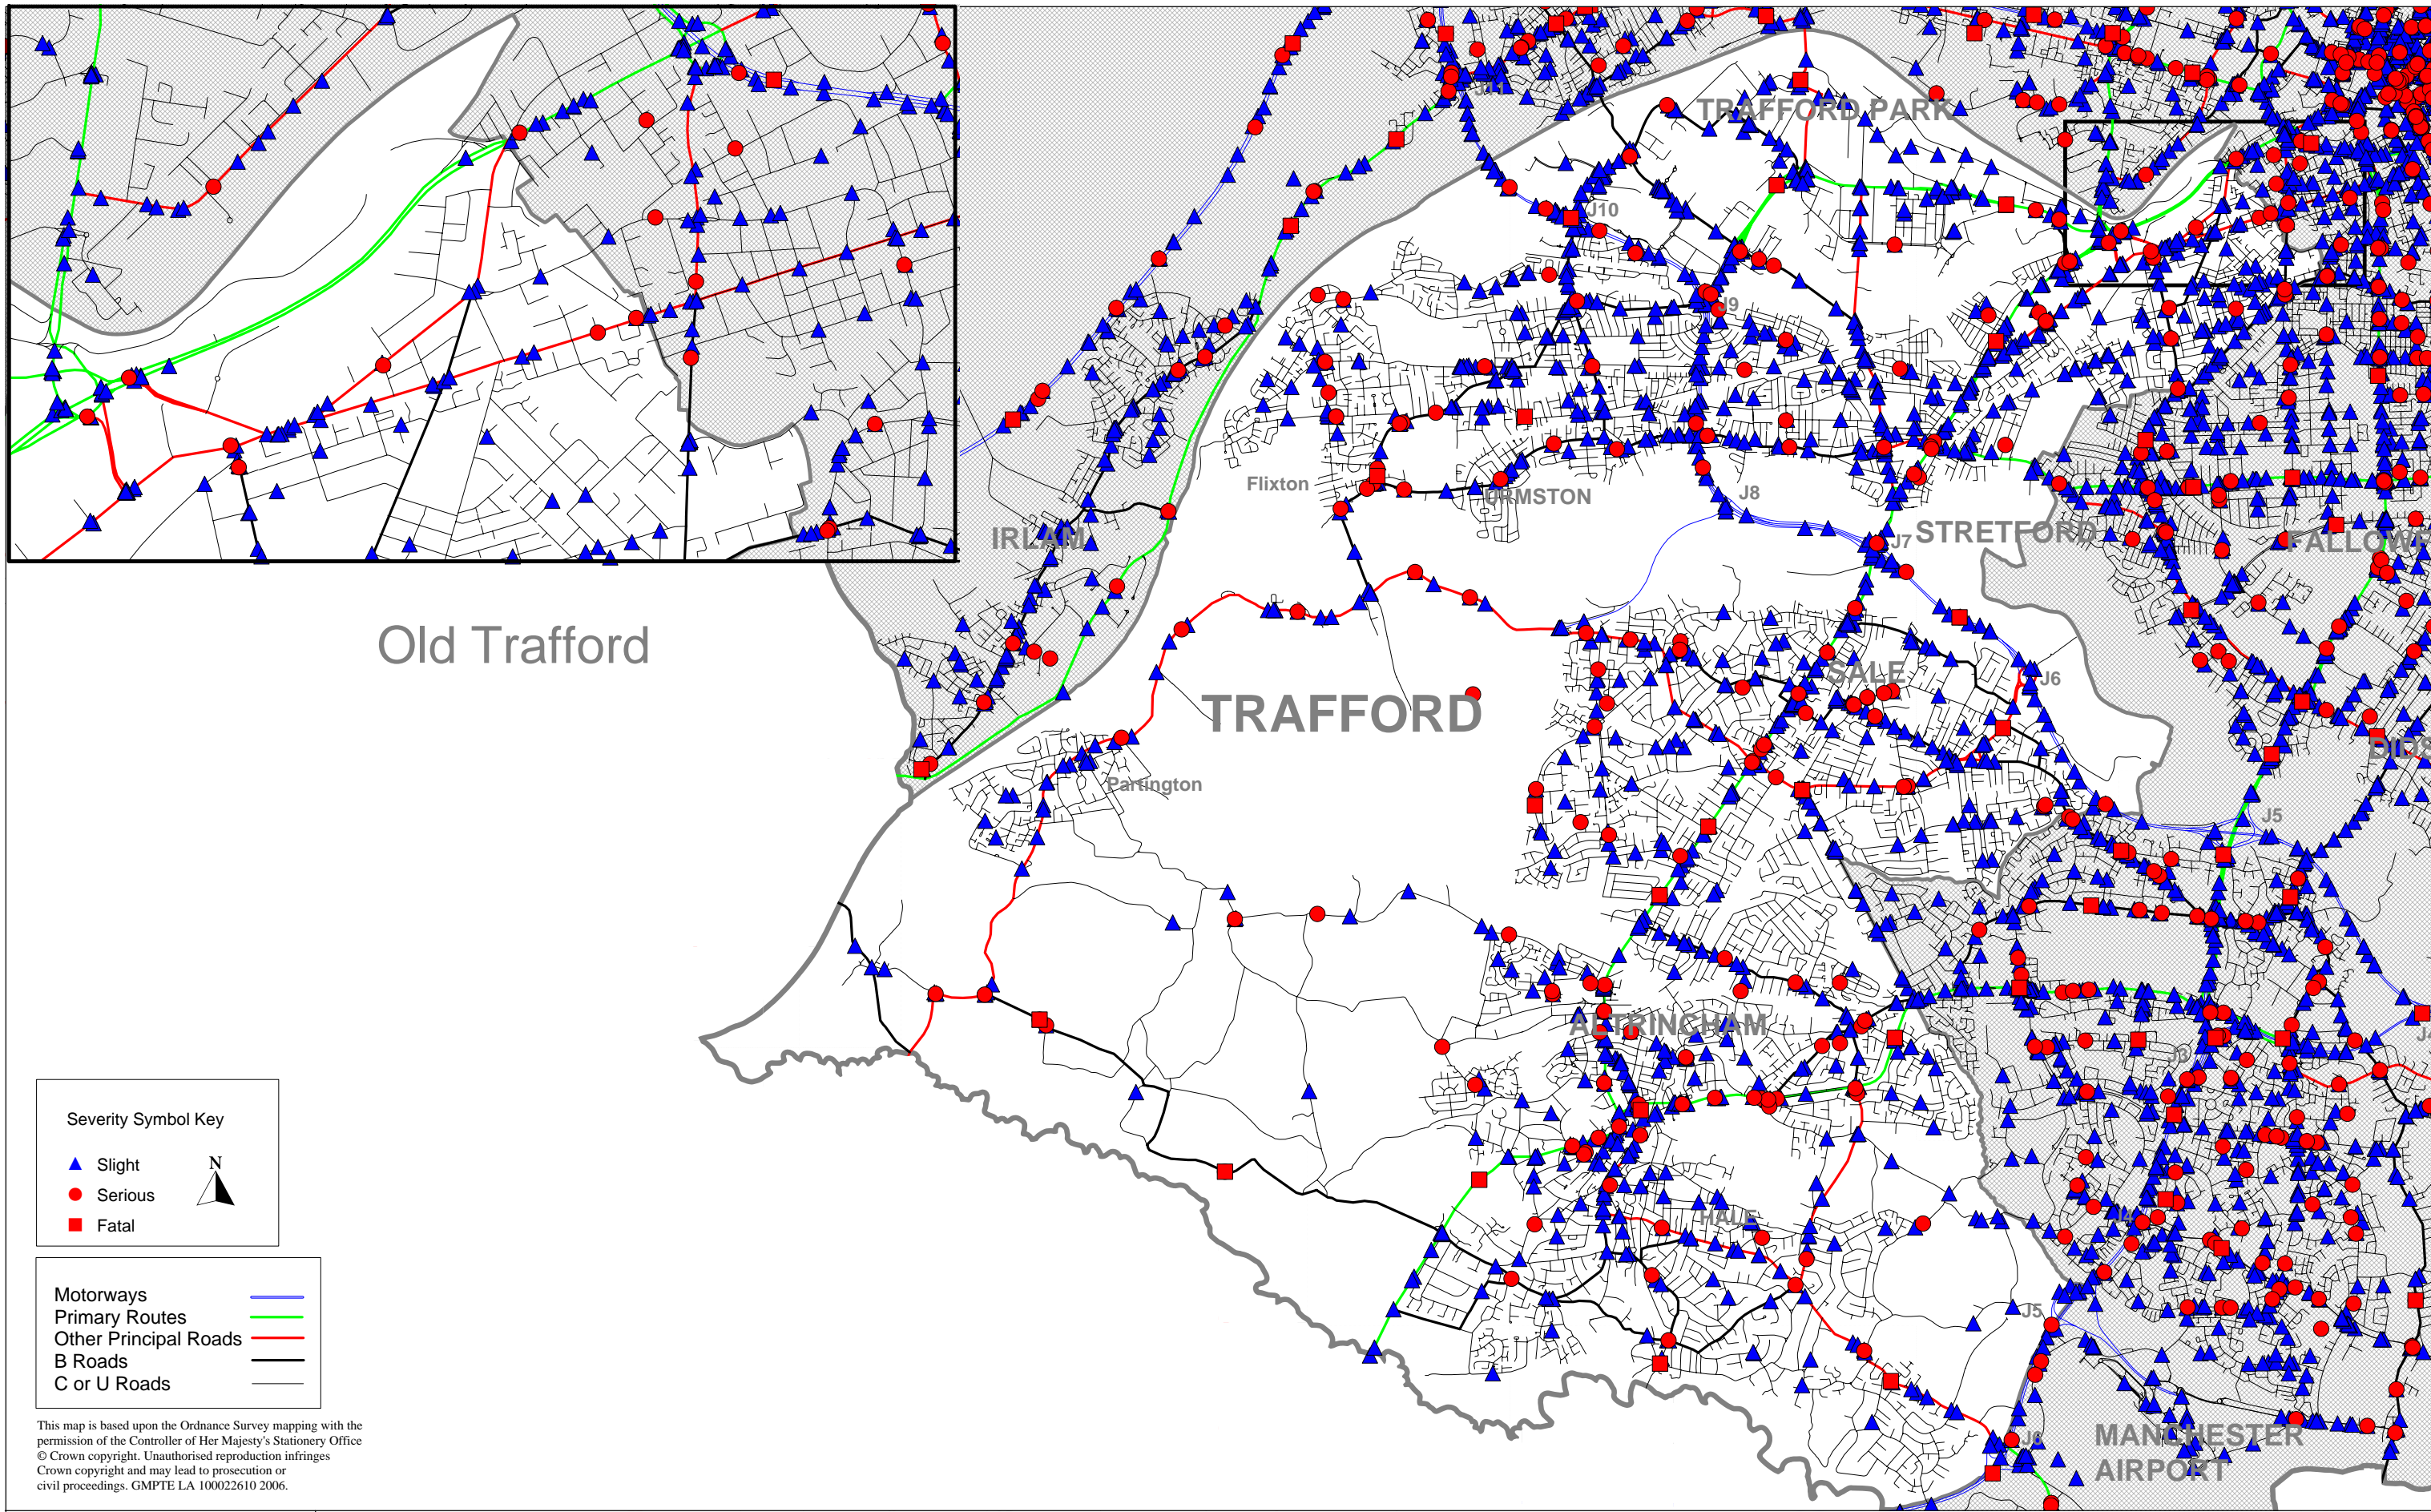 J11
TRAFFORD PARK
J10
J9
Flixton
URMSTON
J8
IRLAM
J7
STRETFORD
Old Trafford
TRAFFORD
SALE
J6
Partington
J5
ALTRINCHAM
J3
HALE
J4
J5
J6
MANCHESTER
AIRPORT
Severity Symbol Key
N
Slight
Serious
Fatal
Motorways
Primary Routes
Other Principal Roads
B Roads
C or U Roads
This map is based upon the Ordnance Survey mapping with the
permission of the Controller of Her Majesty's Stationery Office
© Crown copyright. Unauthorised reproduction infringes
Crown copyright and may lead to prosecution or
civil proceedings. GMPTE LA 100022610 2006.